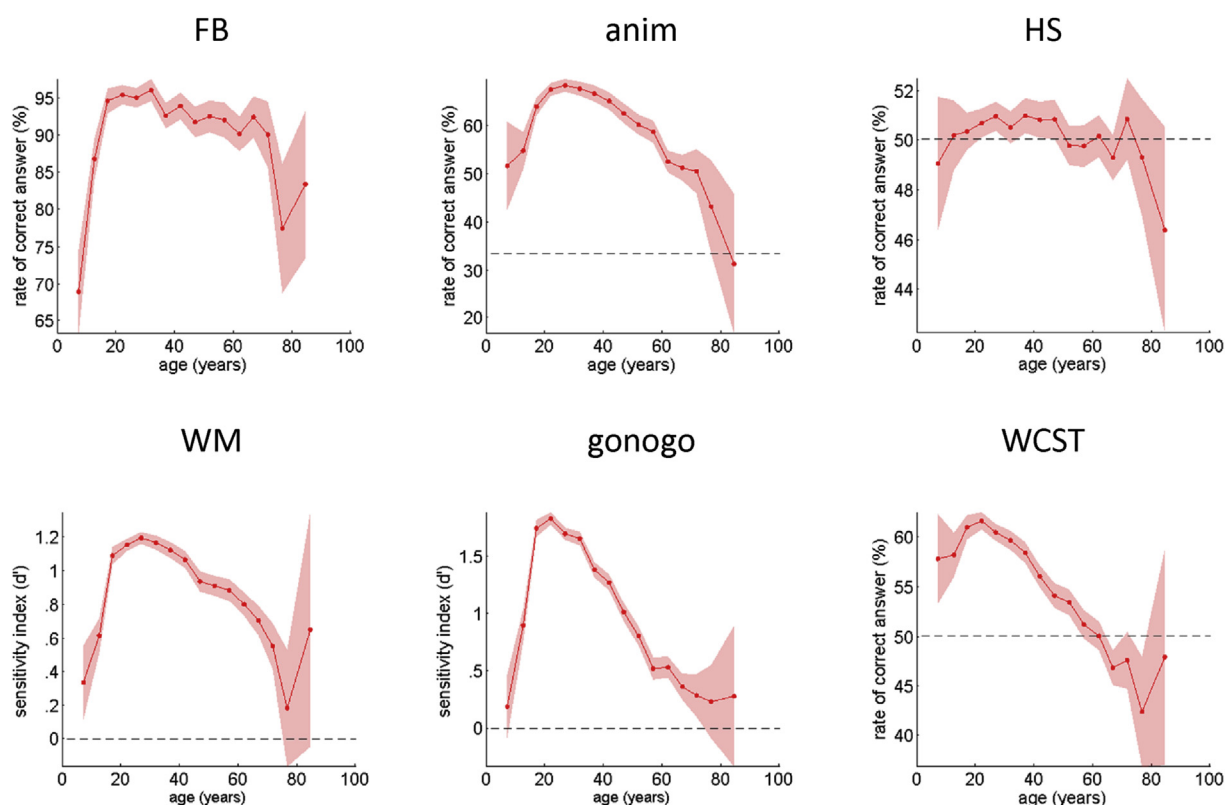 FB
rate of correct answer (%)
95
90
85
80
75
70
65
0 20 40 60 80 100
age (years)
anim
rate of correct answer (%)
60
50
40
30
20
0 20 40 60 80 100
age (years)
HS
rate of correct answer (%)
52
51
50
48
46
44
0 20 40 60 80 100
age (years)
WM
sensitivity index (d')
1.2
1
.8
.6
.4
.2
0
0 20 40 60 80 100
age (years)
gonogo
sensitivity index (d')
1.5
1
.5
0
0 20 40 60 80 100
age (years)
WCST
rate of correct answer (%)
60
55
50
45
40
0 20 40 60 80 100
age (years)